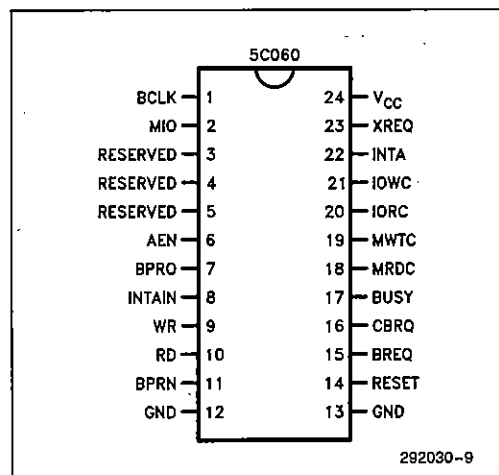 5C060
BCLK 1 24 VCC
MIO 2 23 XREQ
RESERVED 3 22 INTA
RESERVED 4 21 IOWC
RESERVED 5 20 IORC
AEN 6 19 MWTC
BPRO 7 18 MRDC
INTAIN 8 17 BUSY
WR 9 16 CBRQ
RD 10 15 BREQ
BPRN 11 14 RESET
GND 12 13 GND
292030-9